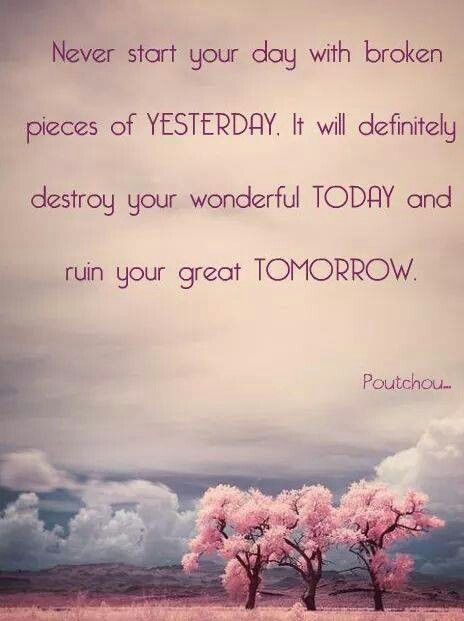 Never start your day with broken
pieces of YESTERDAY. It will definitely
destroy your wonderful TODAY and
ruin your great TOMORROW.
Poutchou...